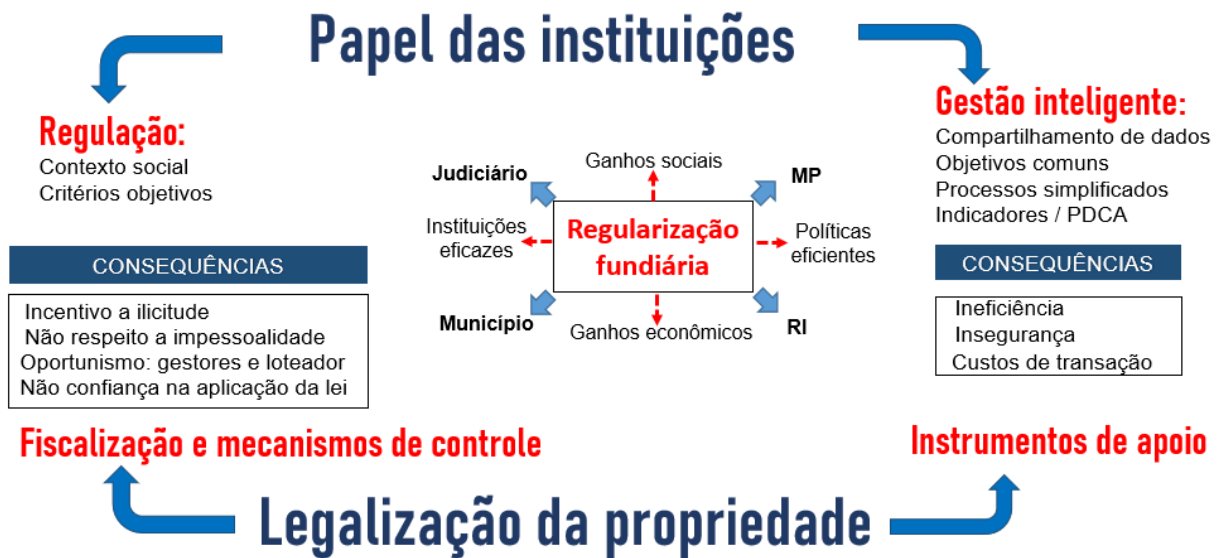 Papel das instituições
Regulação:
Contexto social
Critérios objetivos
CONSEQUÊNCIAS
Incentivo a ilicitude
Não respeito a impessoalidade
Oportunismo: gestores e loteador
Não confiança na aplicação da lei
Fiscalização e mecanismos de controle
Judiciário
Ganhos sociais
MP
Instituições
eficazes
Regularização
fundiária
Políticas
eficientes
Município
Ganhos econômicos
RI
Gestão inteligente:
Compartilhamento de dados
Objetivos comuns
Processos simplificados
Indicadores / PDCA
CONSEQUÊNCIAS
Ineficiência
Insegurança
Custos de transação
Instrumentos de apoio
Legalização da propriedade